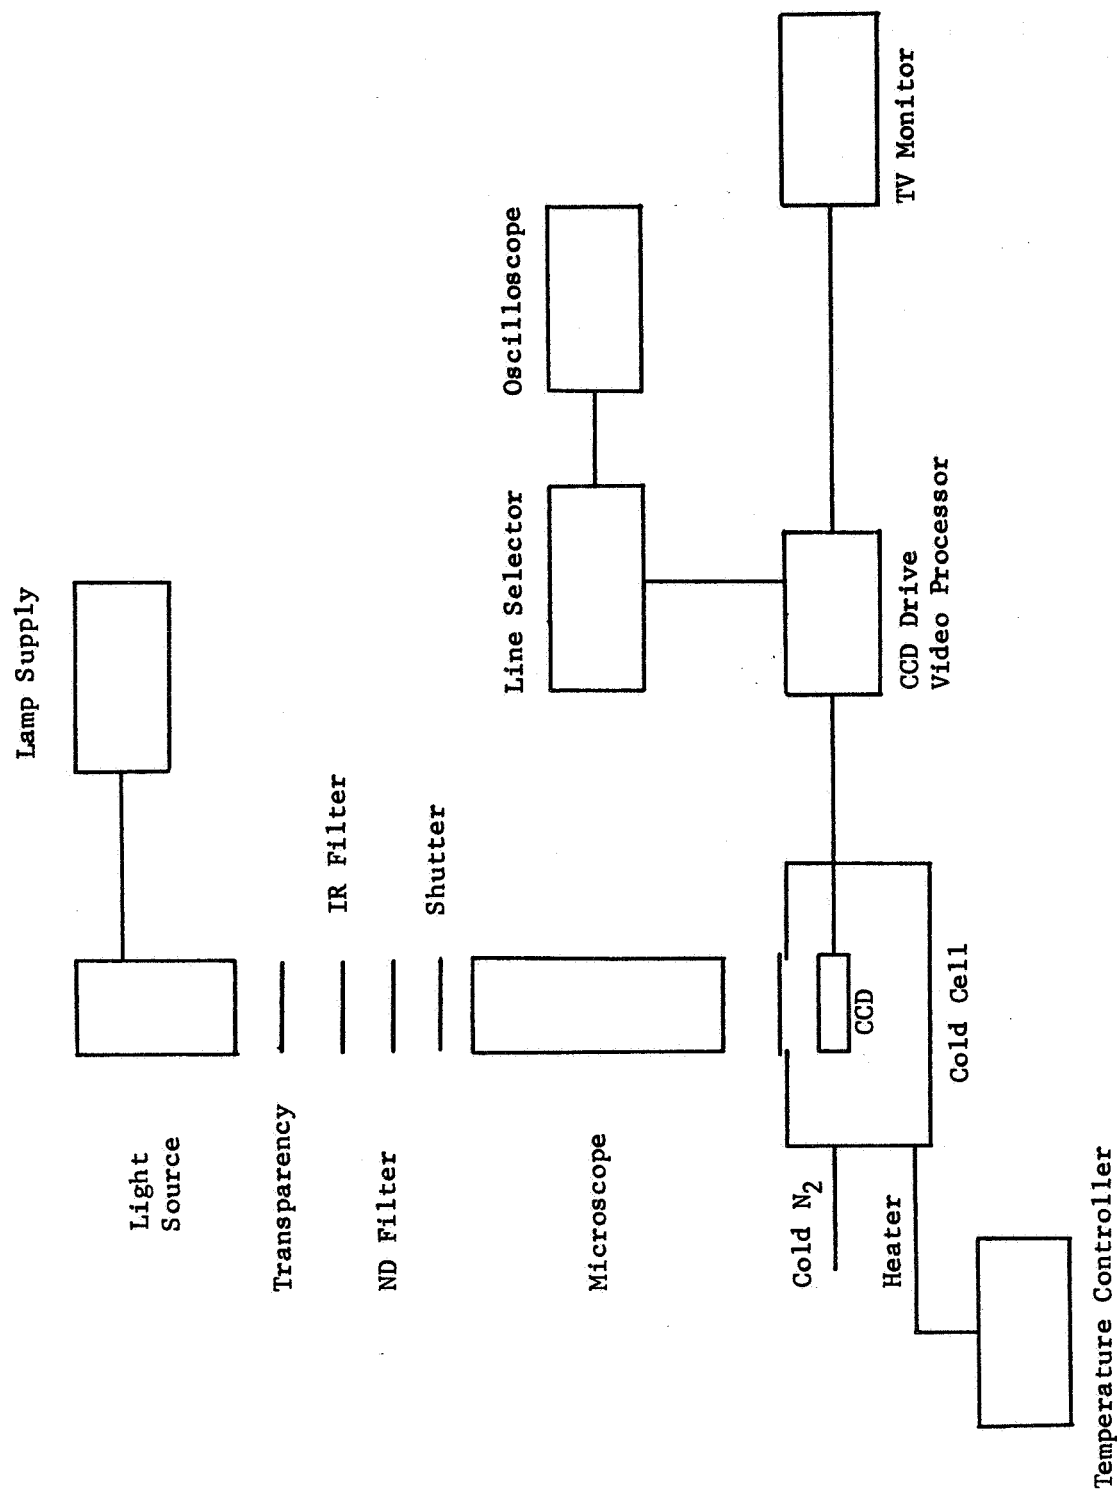 Lamp Supply
Light
Source
Transparency
IR Filter
ND Filter
Shutter
Microscope
Oscilloscope
Line Selector
Cold N2
Heater
CCD
Cold Cell
CCD Drive
Video Processor
TV Monitor
Temperature Controller